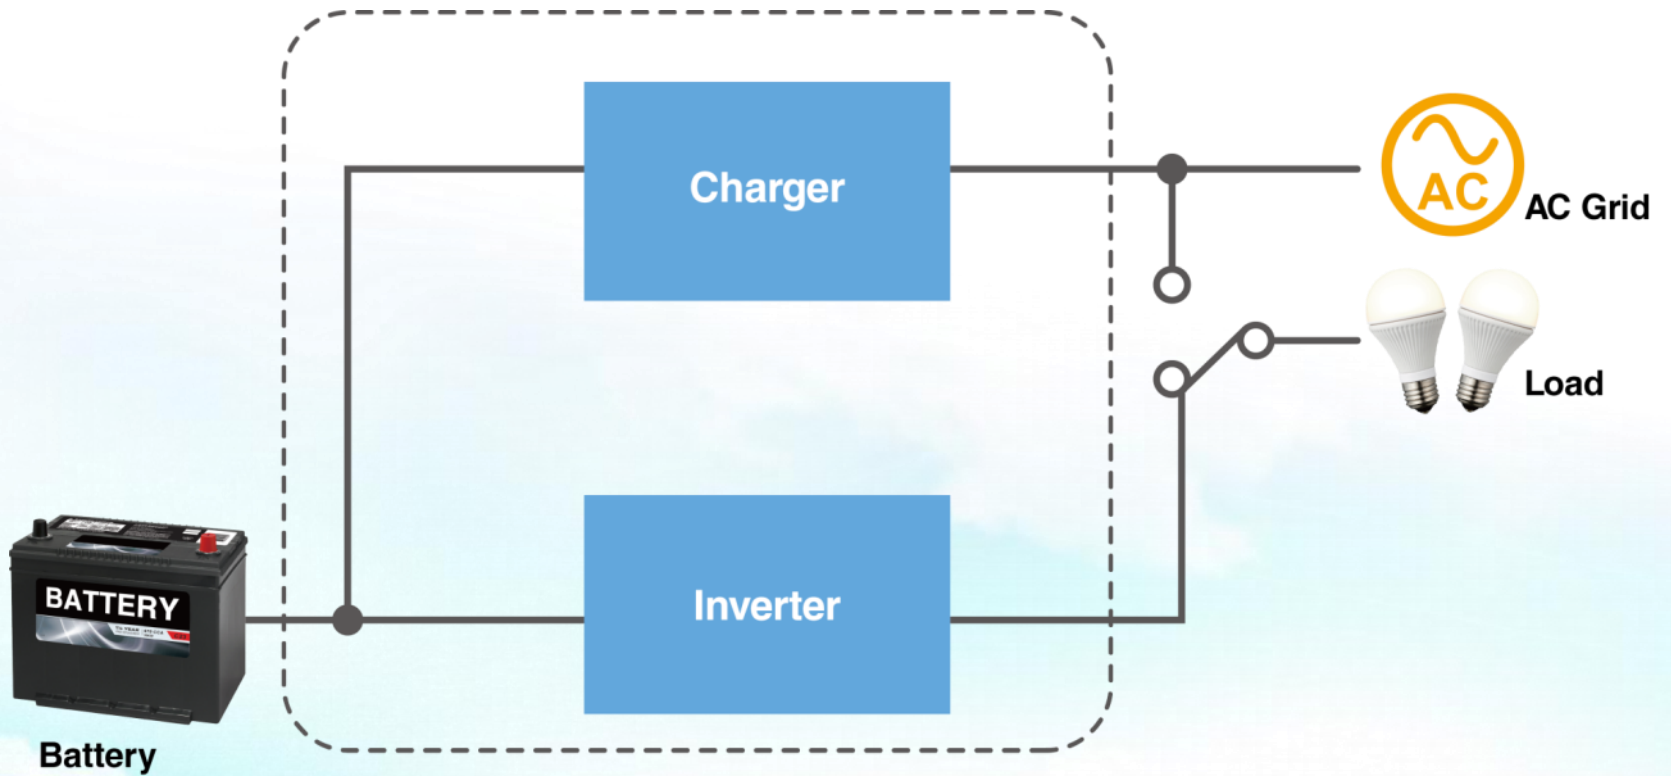 Charger
AC
AC Grid
Load
BATTERY
Inverter
Battery